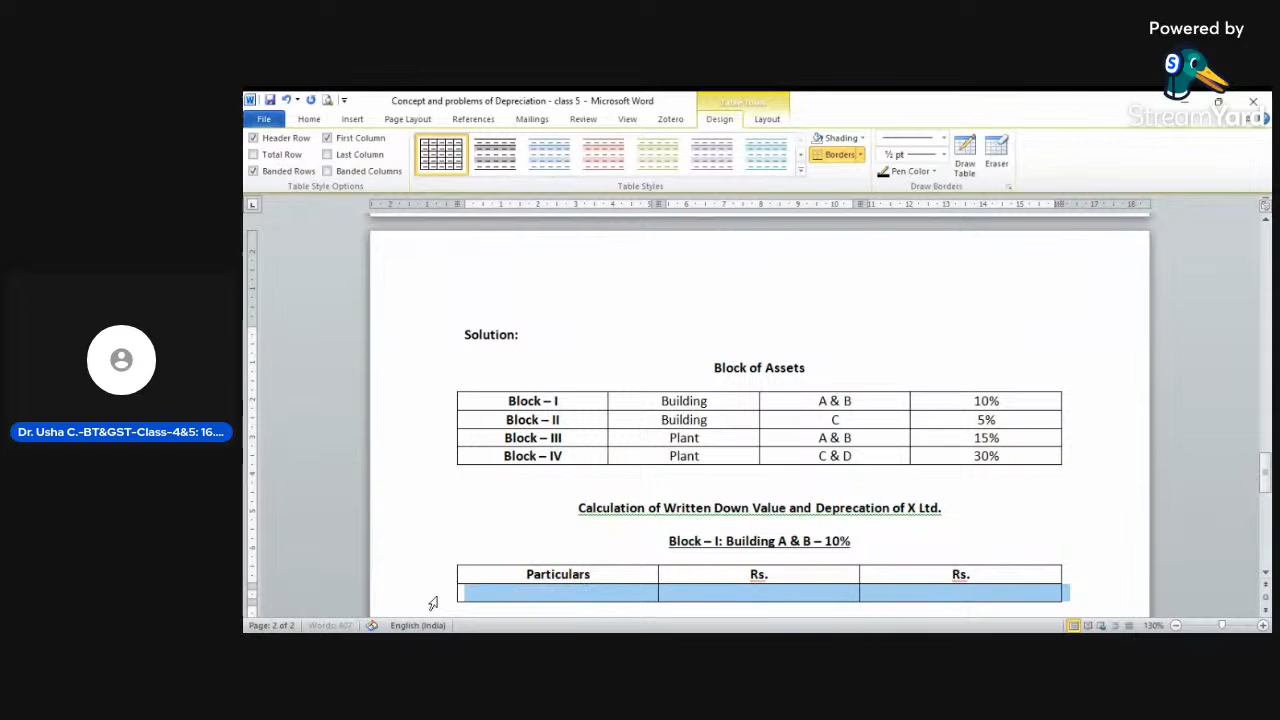 Powered by
S
StreamYard
Concept and problems of Depreciation - class 5 - Microsoft Word
Table Tools
File Home Insert Page Layout References Mailings Review View Zotero Design Layout
Header Row First Column
Total Row Last Column
Banded Rows Banded Columns
Table Style Options
Table Styles
Shading
Borders
½ pt
Pen Color
Draw Table
Eraser
Draw Borders
Solution:
Block of Assets
Block – I Building A & B 10%
Block – II Building C 5%
Block – III Plant A & B 15%
Block – IV Plant C & D 30%
Calculation of Written Down Value and Deprecation of X Ltd.
Block – I: Building A & B – 10%
Particulars Rs. Rs.
Page: 2 of 2 Words: 407 English (India) 130%
Dr. Usha C.-BT&GST-Class-4&5: 16....